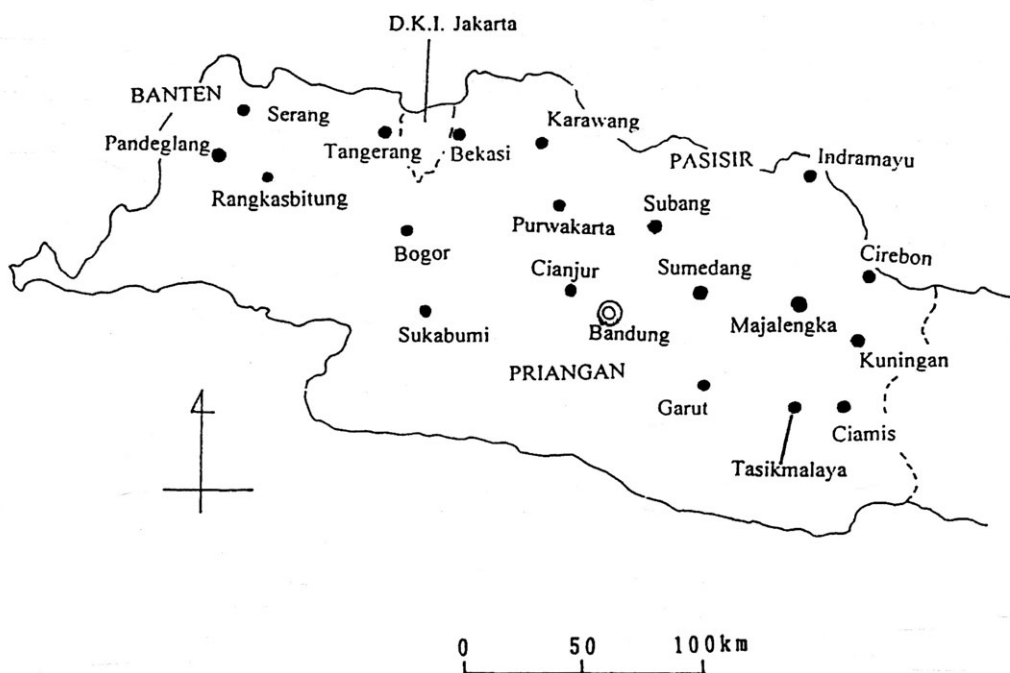 D.K.I. Jakarta
BANTEN
Serang
Pandeglang
Rangkasbitung
Tangerang
Bekasi
Karawang
PASISIR
Indramayu
Purwakarta
Subang
Bogor
Cianjur
Sumedang
Cirebon
Sukabumi
Bandung
Majalengka
Kuningan
PRIANGAN
Garut
Ciamis
Tasikmalaya
0 50 100km